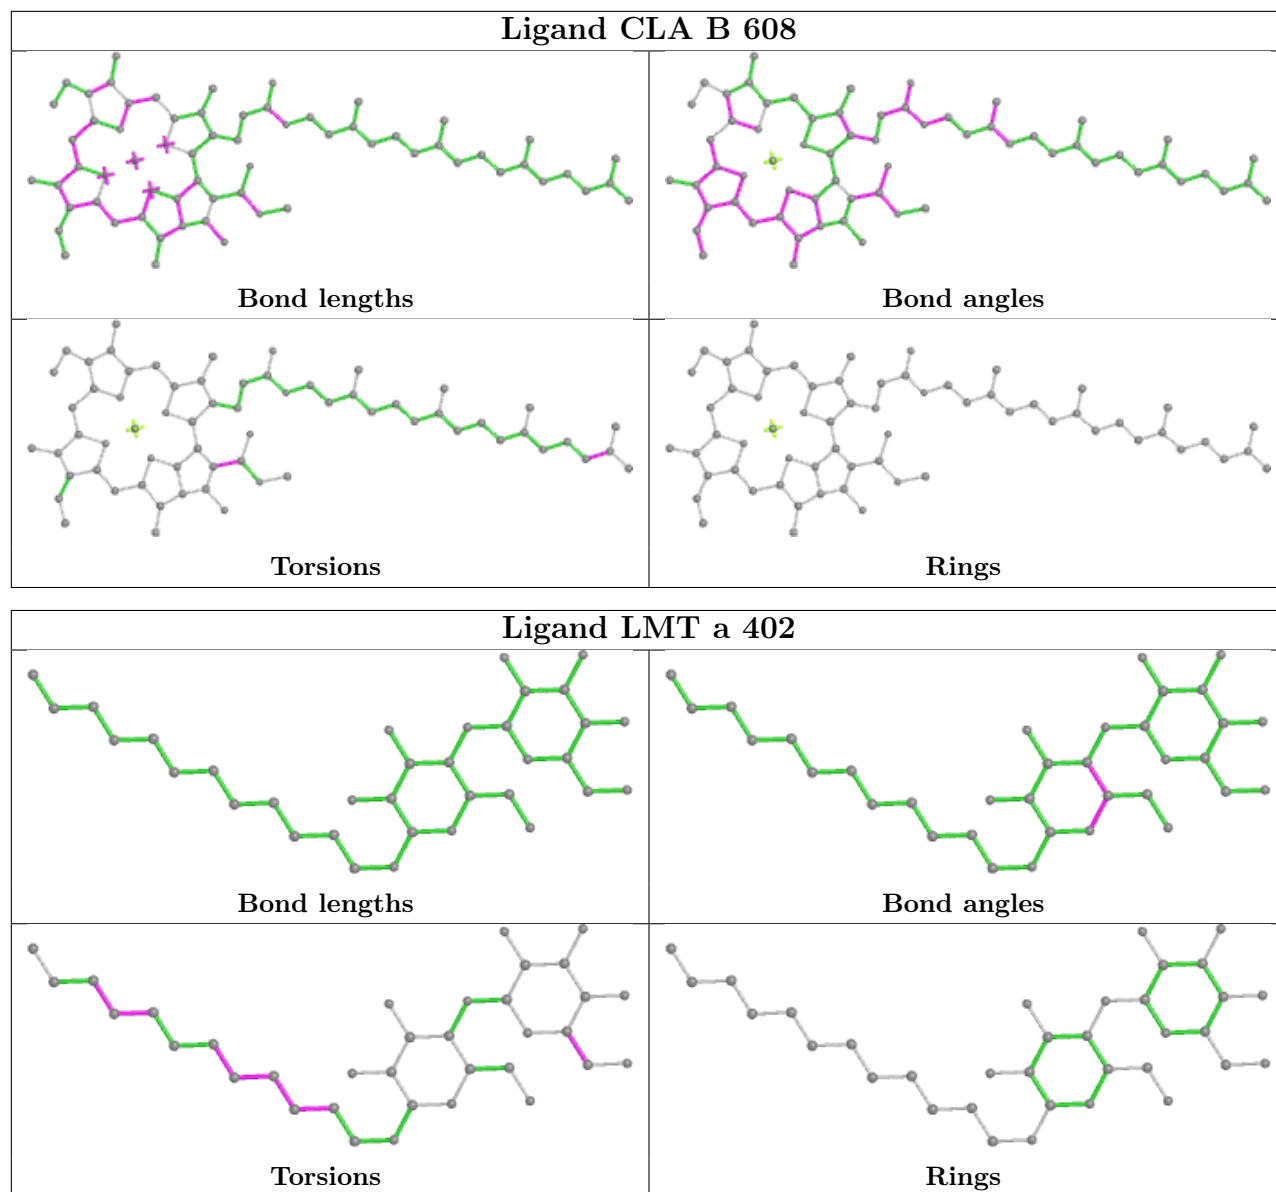 Ligand CLA B 608
Bond lengths
Bond angles
Torsions
Rings
Ligand LMT a 402
Bond lengths
Bond angles
Torsions
Rings